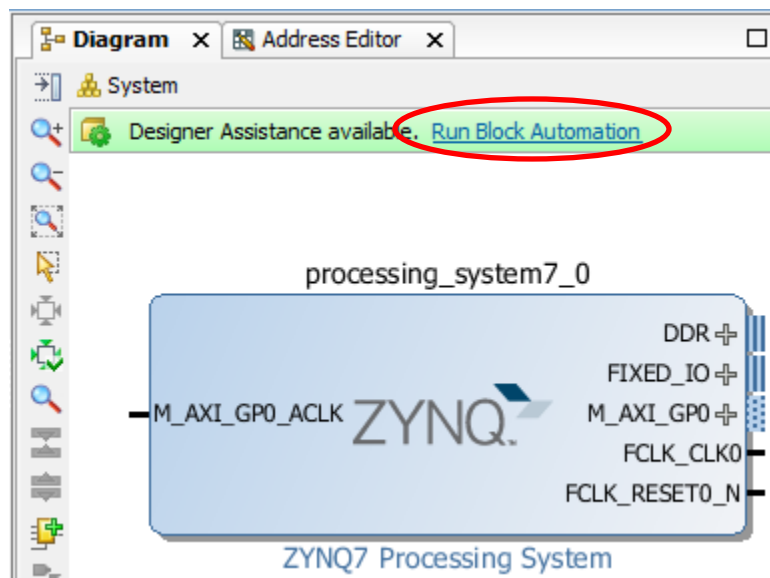 Diagram X Address Editor X
System
Designer Assistance available. Run Block Automation
processing_system7_0
DDR
FIXED_IO
M_AXI_GP0_ACLK ZYNQ. M_AXI_GP0
FCLK_CLK0
FCLK_RESET0_N
ZYNQ7 Processing System